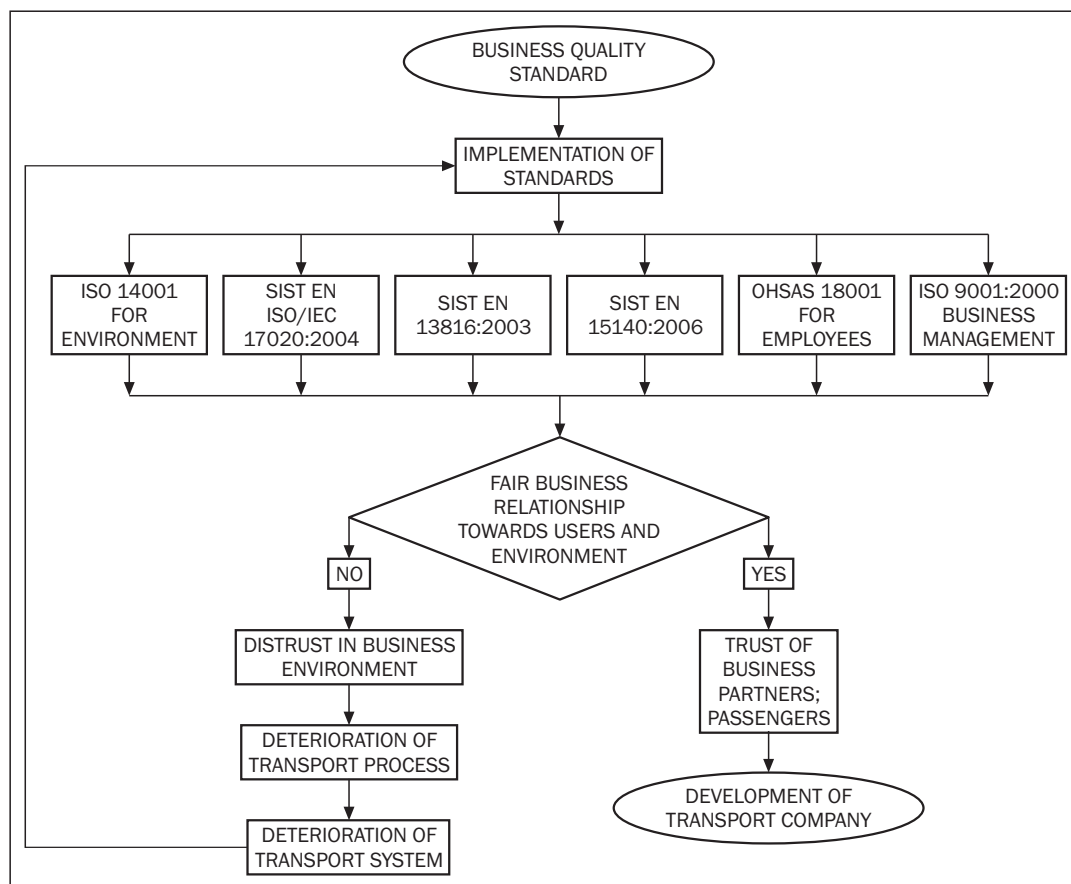 BUSINESS QUALITY
STANDARD
IMPLEMENTATION OF
STANDARDS
ISO 14001
FOR
ENVIRONMENT
SIST EN
ISO/IEC
17020:2004
SIST EN
13816:2003
SIST EN
15140:2006
OHSAS 18001
FOR
EMPLOYEES
ISO 9001:2000
BUSINESS
MANAGEMENT
FAIR BUSINESS
RELATIONSHIP
TOWARDS USERS AND
ENVIRONMENT
NO
YES
DISTRUST IN BUSINESS
ENVIRONMENT
TRUST OF
BUSINESS
PARTNERS;
PASSENGERS
DETERIORATION OF
TRANSPORT PROCESS
DEVELOPMENT OF
TRANSPORT COMPANY
DETERIORATION OF
TRANSPORT SYSTEM